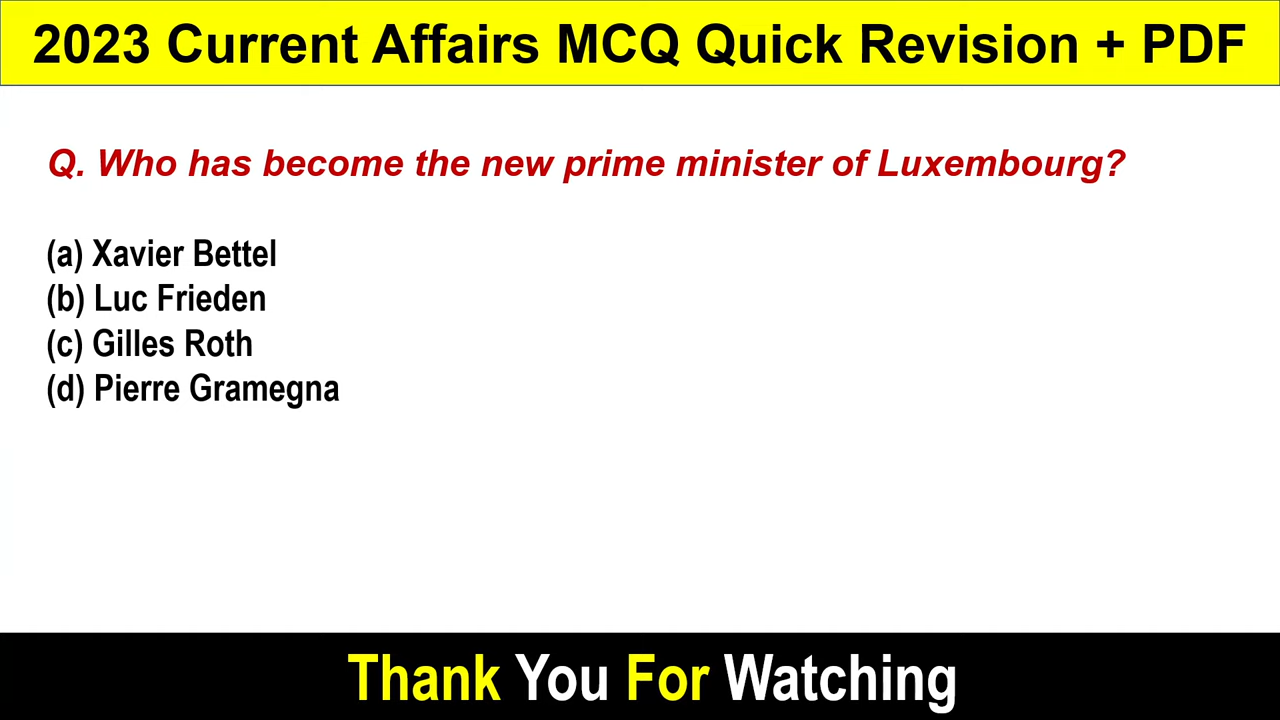 2023 Current Affairs MCQ Quick Revision + PDF
Q. Who has become the new prime minister of Luxembourg?
(a) Xavier Bettel
(b) Luc Frieden
(c) Gilles Roth
(d) Pierre Gramegna
Thank You For Watching